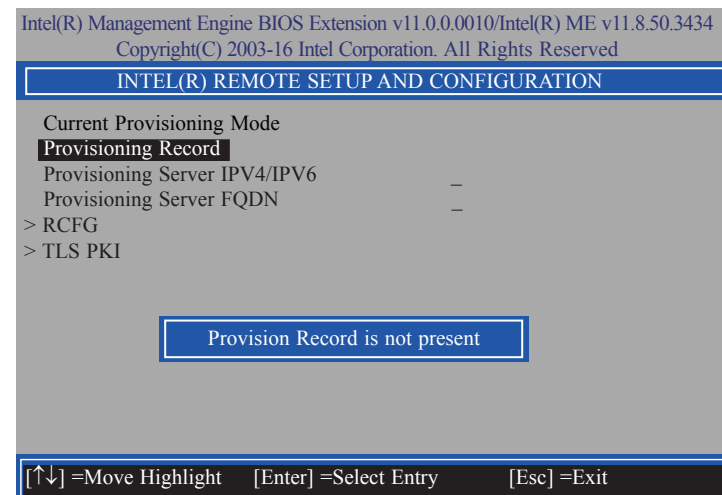 Intel(R) Management Engine BIOS Extension v11.0.0.0010/Intel(R) ME v11.8.50.3434
Copyright(C) 2003-16 Intel Corporation. All Rights Reserved
INTEL(R) REMOTE SETUP AND CONFIGURATION
Current Provisioning Mode
Provisioning Record
Provisioning Server IPV4/IPV6 _
Provisioning Server FQDN _
> RCFG
> TLS PKI
Provision Record is not present
[↑↓] =Move Highlight [Enter] =Select Entry [Esc] =Exit